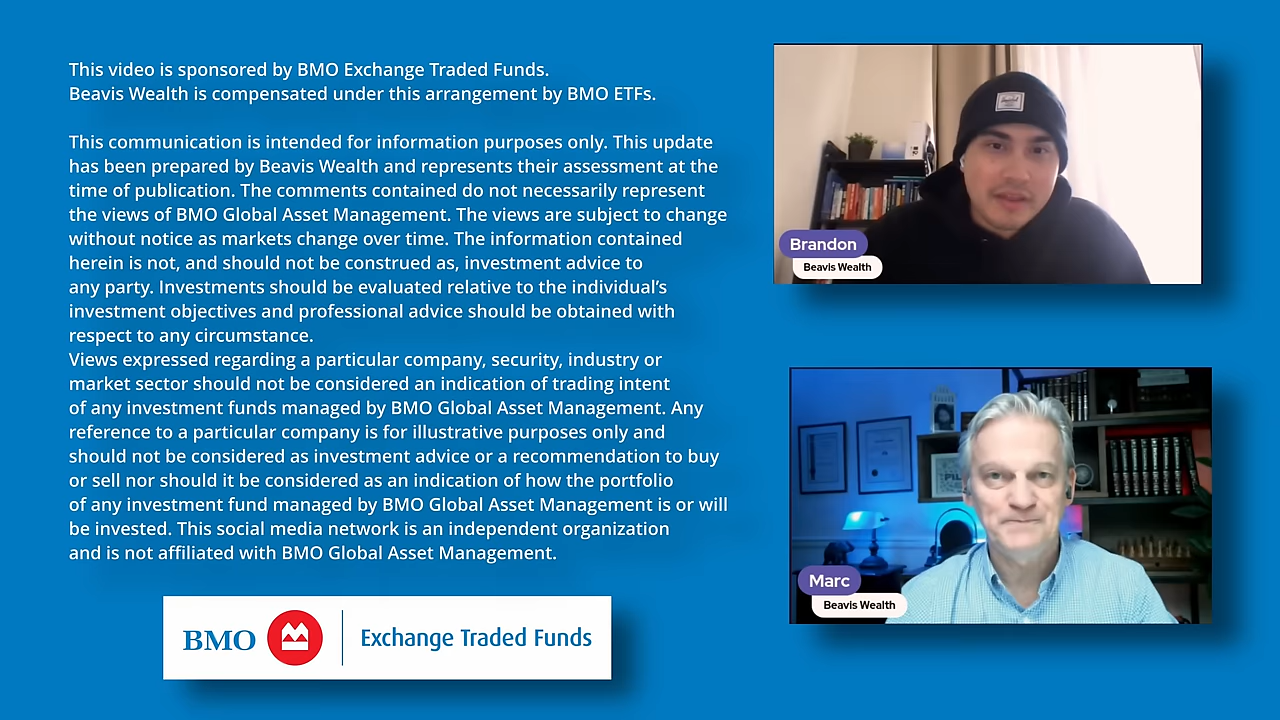 This video is sponsored by BMO Exchange Traded Funds.
Beavis Wealth is compensated under this arrangement by BMO ETFs.
This communication is intended for information purposes only. This update
has been prepared by Beavis Wealth and represents their assessment at the
time of publication. The comments contained do not necessarily represent
the views of BMO Global Asset Management. The views are subject to change
without notice as markets change over time. The information contained
herein is not, and should not be construed as, investment advice to
any party. Investments should be evaluated relative to the individual’s
investment objectives and professional advice should be obtained with
respect to any circumstance.
Views expressed regarding a particular company, security, industry or
market sector should not be considered an indication of trading intent
of any investment funds managed by BMO Global Asset Management. Any
reference to a particular company is for illustrative purposes only and
should not be considered as investment advice or a recommendation to buy
or sell nor should it be considered as an indication of how the portfolio
of any investment fund managed by BMO Global Asset Management is or will
be invested. This social media network is an independent organization
and is not affiliated with BMO Global Asset Management.
BMO Exchange Traded Funds
Brandon
Beavis Wealth
Marc
Beavis Wealth